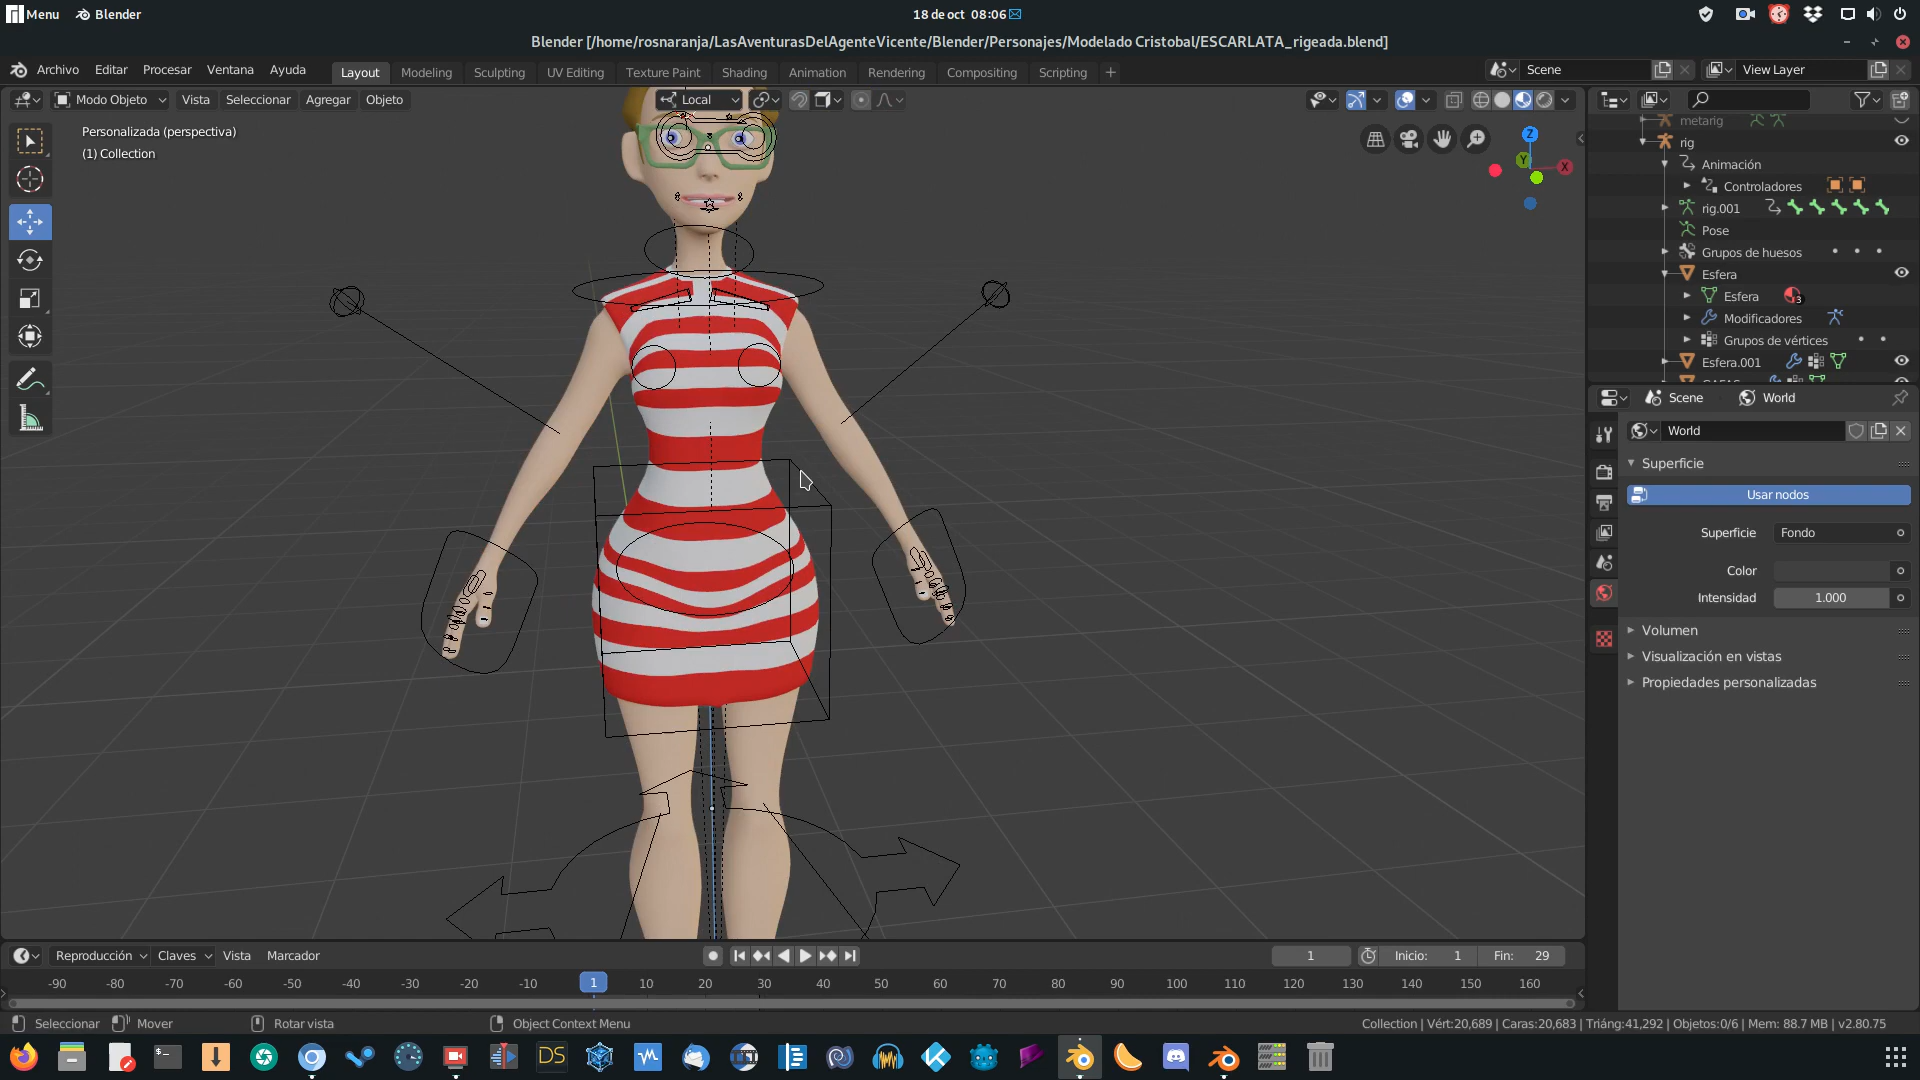 Menu Blender 18 de oct 08:06
Blender [/home/rosnaranja/LasAventurasDelAgenteVicente/Blender/Personajes/Modelado Cristobal/ESCARLATA_rigeada.blend]
Archivo Editar Procesar Ventana Ayuda Layout Modeling Sculpting UV Editing Texture Paint Shading Animation Rendering Compositing Scripting + Scene View Layer
Modo Objeto Vista Seleccionar Agregar Objeto Local
Personalizada (perspectiva)
(1) Collection
Z
Y
X
metarig
rig
Animación
Controladores
rig.001
Pose
Grupos de huesos
Esfera
Esfera 3
Modificadores
Grupos de vértices
Esfera.001
Scene World
World
Superficie
Usar nodos
Superficie Fondo
Color
Intensidad 1.000
Volumen
Visualización en vistas
Propiedades personalizadas
Reproducción Claves Vista Marcador 1 Inicio: 1 Fin: 29
-90 -80 -70 -60 -50 -40 -30 -20 -10 1 10 20 30 40 50 60 70 80 90 100 110 120 130 140 150 160
Seleccionar Mover Rotar vista Object Context Menu Collection | Vért:20,689 | Caras:20,683 | Triáng:41,292 | Objetos:0/6 | Mem: 88.7 MB | v2.80.75
DS